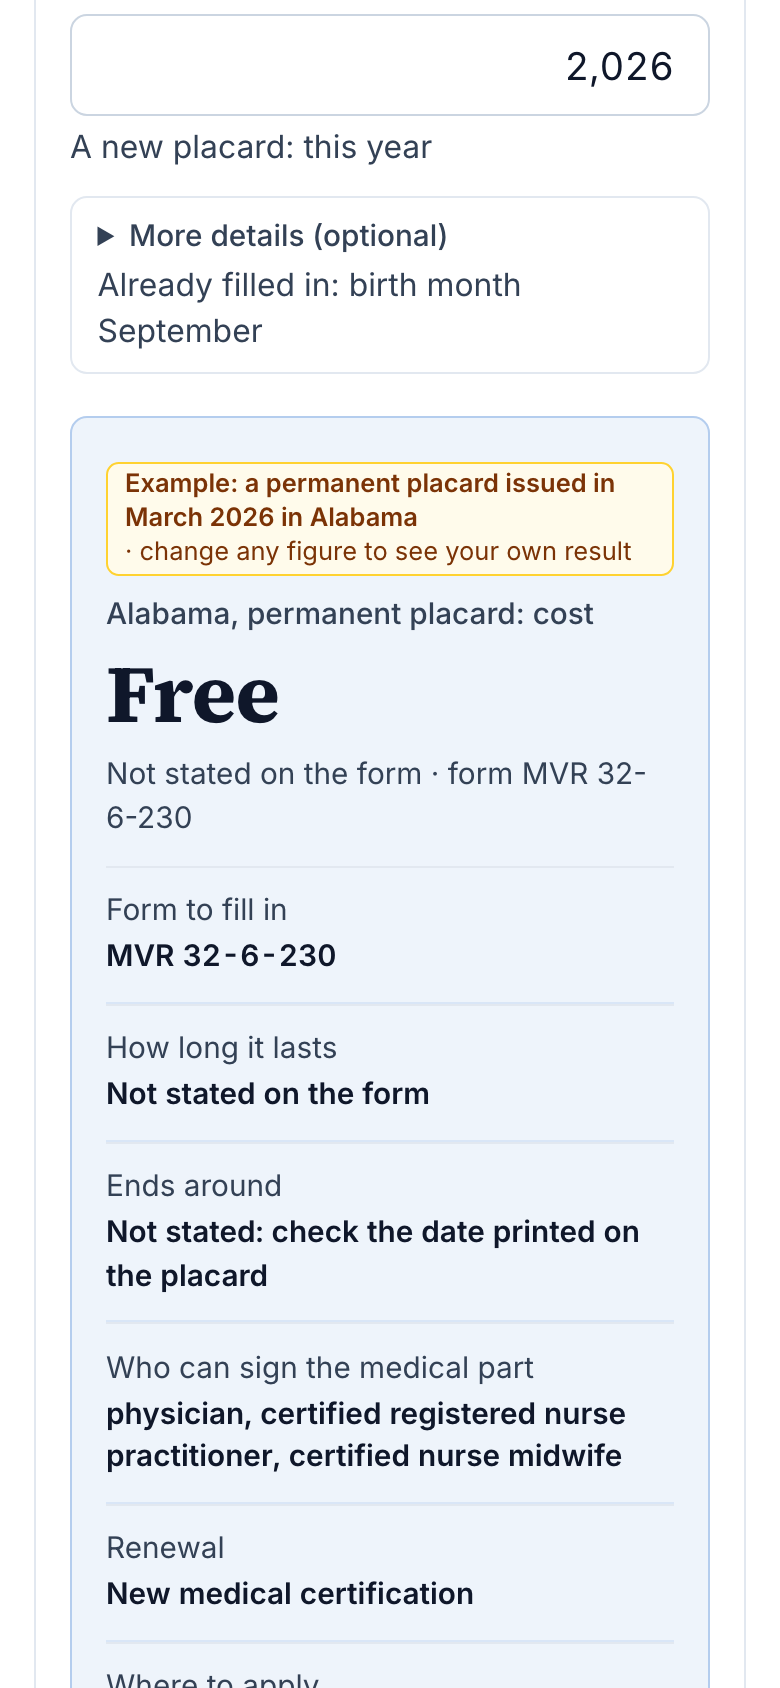 2,026
A new placard: this year
▶ More details (optional)
Already filled in: birth month
September
Example: a permanent placard issued in
March 2026 in Alabama
· change any figure to see your own result
Alabama, permanent placard: cost
Free
Not stated on the form · form MVR 32-
6-230
Form to fill in
MVR 32-6-230
How long it lasts
Not stated on the form
Ends around
Not stated: check the date printed on
the placard
Who can sign the medical part
physician, certified registered nurse
practitioner, certified nurse midwife
Renewal
New medical certification
Where to apply